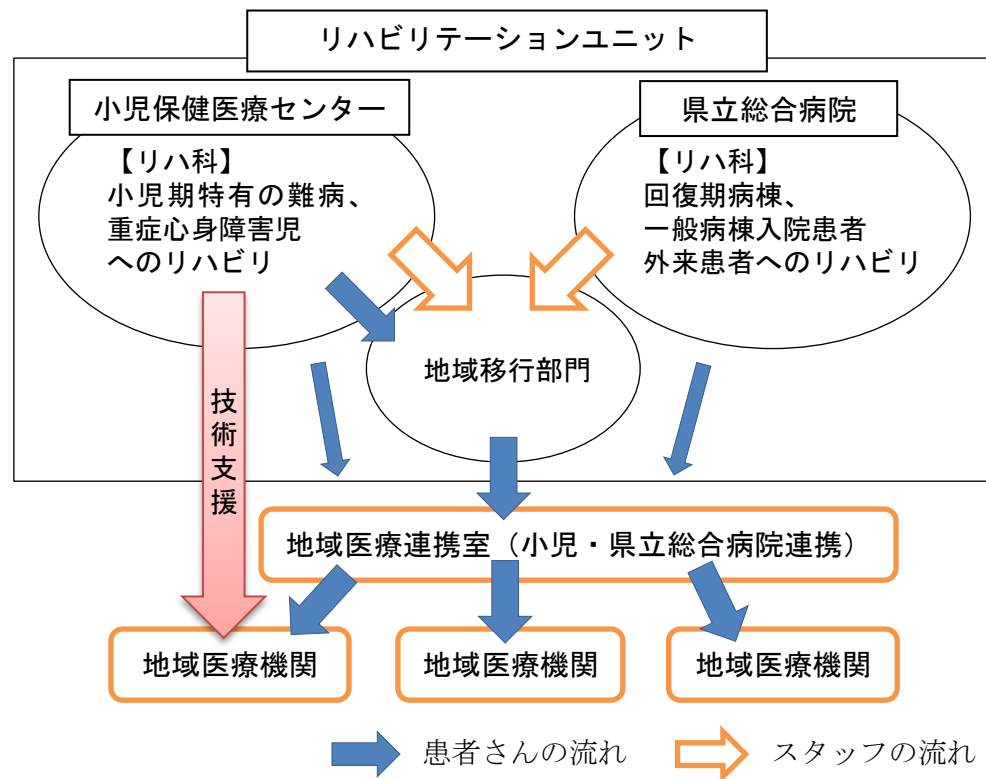 リハビリテーションユニット
小児保健医療センター
県立総合病院
【リハ科】
小児期特有の難病、
重症心身障害児
へのリハビリ
【リハ科】
回復期病棟、
一般病棟入院患者
外来患者へのリハビリ
地域移行部門
技術支援
地域医療連携室（小児・県立総合病院連携）
地域医療機関
地域医療機関
地域医療機関
患者さんの流れ
スタッフの流れ